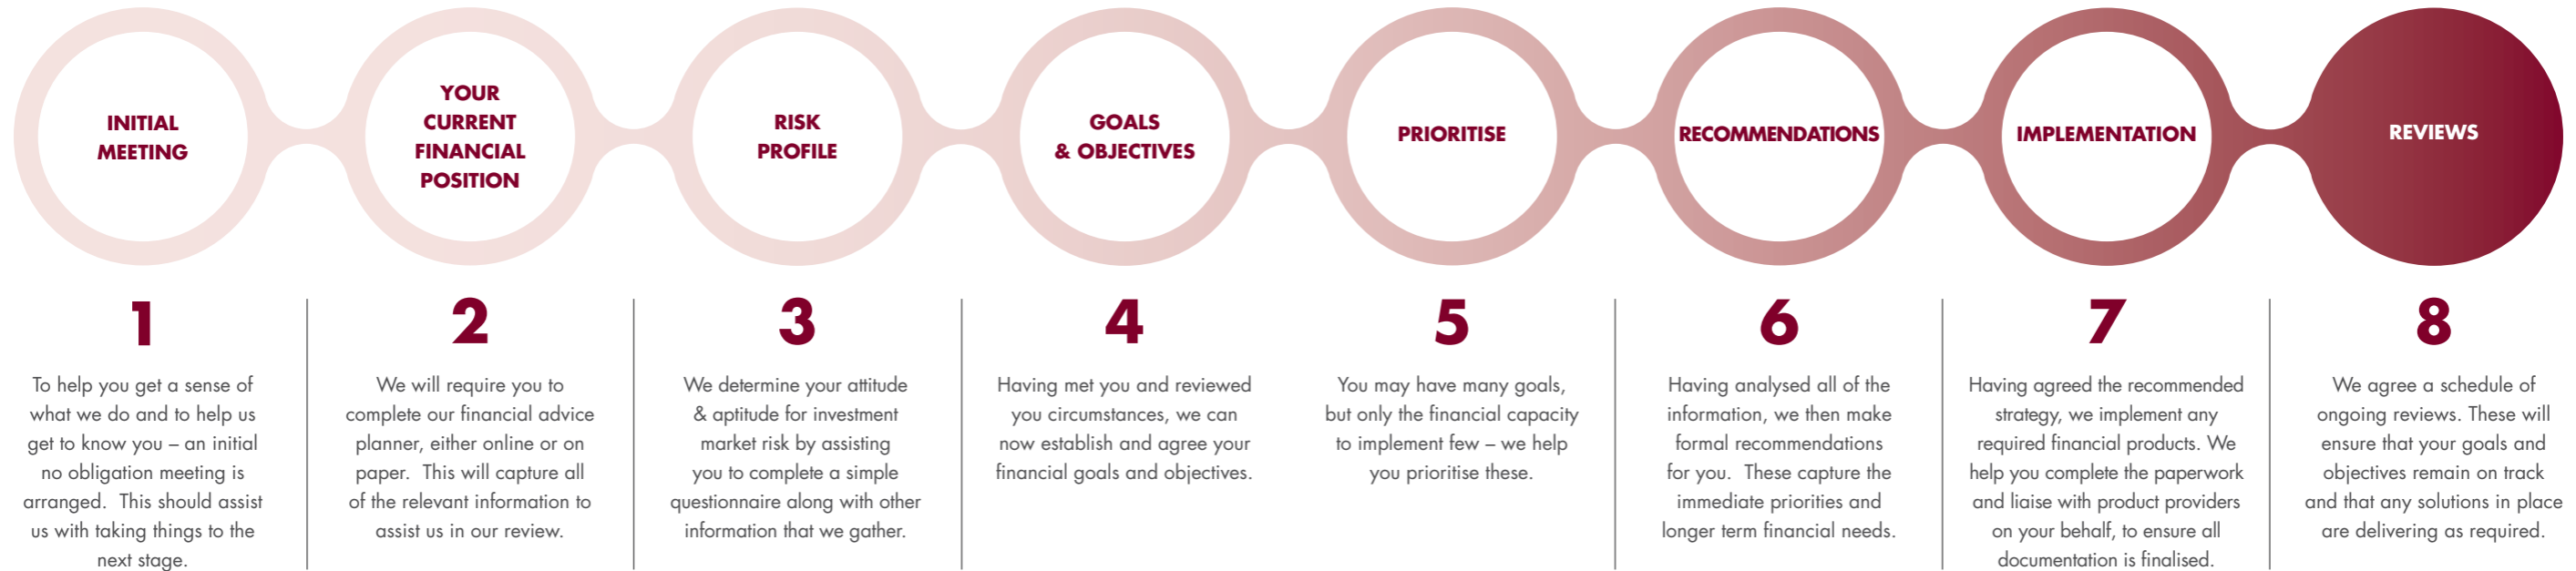 INITIAL
MEETING
YOUR
CURRENT
FINANCIAL
POSITION
RISK
PROFILE
GOALS
& OBJECTIVES
PRIORITISE
RECOMMENDATIONS
IMPLEMENTATION
REVIEWS
1
To help you get a sense of
what we do and to help us
get to know you – an initial
no obligation meeting is
arranged. This should assist
us with taking things to the
next stage.
2
We will require you to
complete our financial advice
planner, either online or on
paper. This will capture all
of the relevant information to
assist us in our review.
3
We determine your attitude
& aptitude for investment
market risk by assisting
you to complete a simple
questionnaire along with other
information that we gather.
4
Having met you and reviewed
you circumstances, we can
now establish and agree your
financial goals and objectives.
5
You may have many goals,
but only the financial capacity
to implement few – we help
you prioritise these.
6
Having analysed all of the
information, we then make
formal recommendations
for you. These capture the
immediate priorities and
longer term financial needs.
7
Having agreed the recommended
strategy, we implement any
required financial products. We
help you complete the paperwork
and liaise with product providers
on your behalf, to ensure all
documentation is finalised.
8
We agree a schedule of
ongoing reviews. These will
ensure that your goals and
objectives remain on track
and that any solutions in place
are delivering as required.